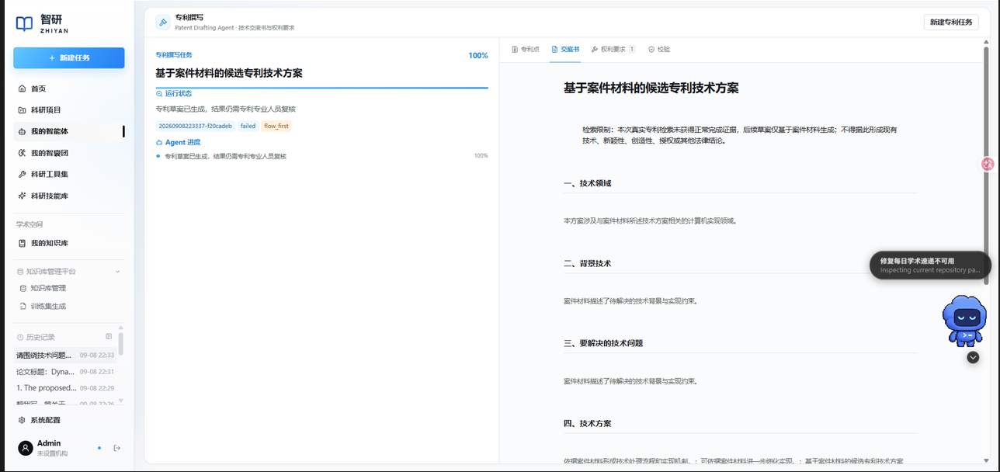 智研
ZHIYAN
+ 新建任务
首页
科研项目
我的智能体
我的智囊团
科研工具集
科研技能库
学术空间
我的知识库
知识库管理平台
知识库管理
训练集生成
历史记录
请围绕技术问题... 09-08 22:33
论文标题：Dyna... 09-08 22:31
1. The proposed... 09-08 22:29
09-08 22:26
系统配置
Admin
未设置机构
专利撰写
Patent Drafting Agent · 技术交底书与权利要求
新建专利任务
专利撰写任务 100%
基于案件材料的候选专利技术方案
运行状态
专利草案已生成，结果仍需专利专业人员复核
20260908223337-f20cadeb failed flow_first
Agent 进度
专利草案已生成，结果仍需专利专业人员复核 100%
专利点 交底书 权利要求 1 校验
基于案件材料的候选专利技术方案
检索限制：本次真实专利检索未获得正常完成证据，后续草案仅基于案件材料生成；不得据此形成现有
技术、新颖性、创造性、授权或其他法律结论。
一、技术领域
本方案涉及与案件材料所述技术方案相关的计算机实现领域。
二、背景技术
案件材料描述了待解决的技术背景与实现约束。
三、要解决的技术问题
案件材料描述了待解决的技术背景与实现约束。
四、技术方案
依据案件材料形成技术处理流程和实现机制。；可依据案件材料进一步细化实现。；基于案件材料的候选专利技术方案
修复每日学术速递不可用
Inspecting current repository pa...